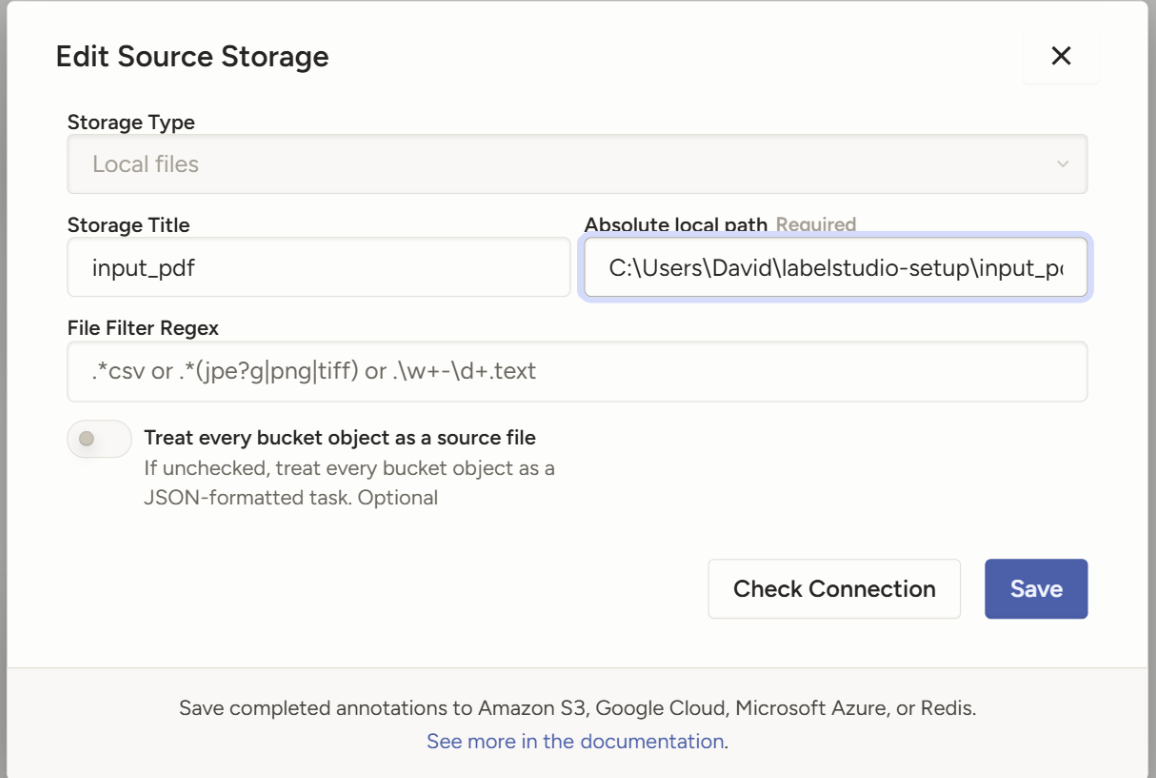 Edit Source Storage
Storage Type
Local files
Storage Title
Absolute local path Required
input_pdf
C:\Users\David\labelstudio-setup\input_p
File Filter Regex
.*csv or .*(jpe?g|png|tiff) or .\w+-\d+.text
Treat every bucket object as a source file
If unchecked, treat every bucket object as a
JSON-formatted task. Optional
Check Connection
Save
Save completed annotations to Amazon S3, Google Cloud, Microsoft Azure, or Redis.
See more in the documentation.